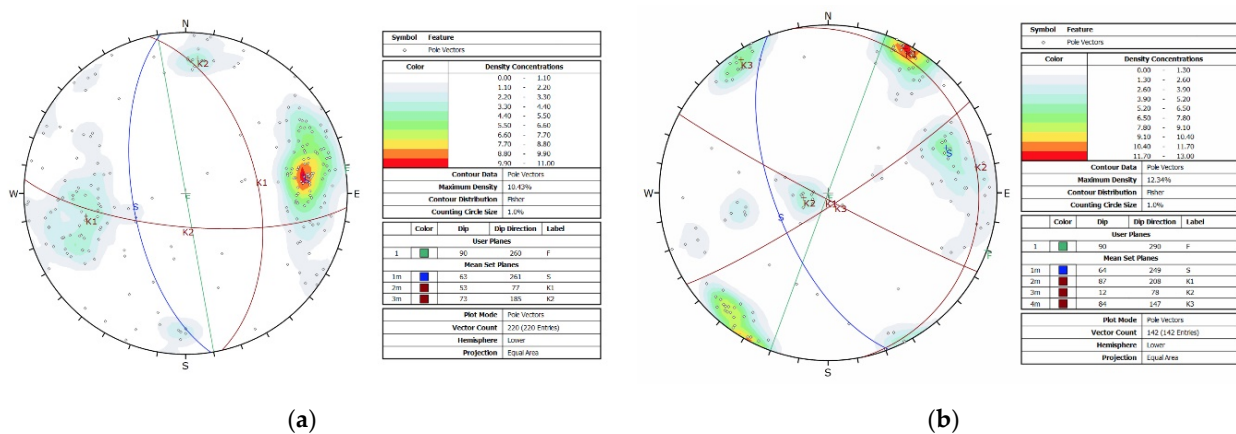 N
W
E
S
K2
K1
S
S
K1
K2
F
F
Symbol Feature
Pole Vectors
Color Density Concentrations
0.00 - 1.10
1.10 - 2.20
2.20 - 3.30
3.30 - 4.40
4.40 - 5.50
5.50 - 6.60
6.60 - 7.70
7.70 - 8.80
8.80 - 9.90
9.90 - 11.00
Contour Data Pole Vectors
Maximum Density 10.43%
Contour Distribution Fisher
Counting Circle Size 1.0%
Color Dip Dip Direction Label
User Planes
1 90 260 F
Mean Set Planes
1m 63 261 S
2m 53 77 K1
3m 73 185 K2
Plot Mode Pole Vectors
Vector Count 220 (220 Entries)
Hemisphere Lower
Projection Equal Area
(a)
N
W
E
S
K1
K3
S
K2
K2
K1
K3
S
F
Symbol Feature
Pole Vectors
Color Density Concentrations
0.00 - 1.30
1.30 - 2.60
2.60 - 3.90
3.90 - 5.20
5.20 - 6.50
6.50 - 7.80
7.80 - 9.10
9.10 - 10.40
10.40 - 11.70
11.70 - 13.00
Contour Data Pole Vectors
Maximum Density 12.34%
Contour Distribution Fisher
Counting Circle Size 1.0%
Color Dip Dip Direction Label
User Planes
1 90 290 F
Mean Set Planes
1m 64 249 S
2m 87 208 K1
3m 12 78 K2
4m 84 147 K3
Plot Mode Pole Vectors
Vector Count 142 (142 Entries)
Hemisphere Lower
Projection Equal Area
(b)